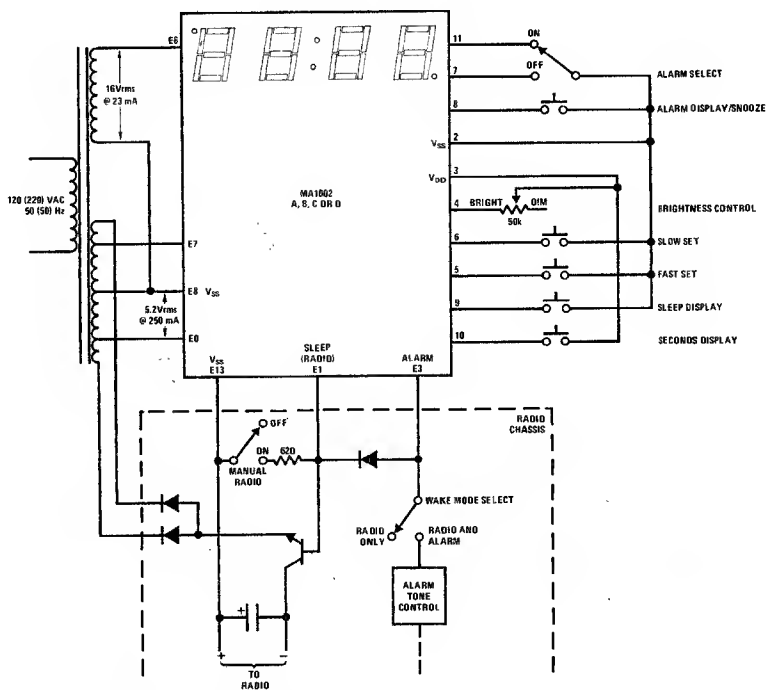 E6
16Vrms
@ 23 mA
120 (220) VAC
50 (50) Hz
E7
E8 VSS
5.2Vrms
@ 250 mA
E0
MA1002
A, B, C OR D
11
ON
7
OFF
ALARM SELECT
8
ALARM DISPLAY/SNOOZE
VSS
2
VDD
3
4
BRIGHT
DIM
50k
BRIGHTNESS CONTROL
6
SLOW SET
5
FAST SET
9
SLEEP DISPLAY
10
SECONDS DISPLAY
VSS
E13
SLEEP
(RADIO)
E1
ALARM
E3
RADIO
CHASSIS
OFF
ON
62Ω
MANUAL
RADIO
WAKE MODE SELECT
RADIO
ONLY
RADIO AND
ALARM
ALARM
TONE
CONTROL
+
+
−
TO
RADIO